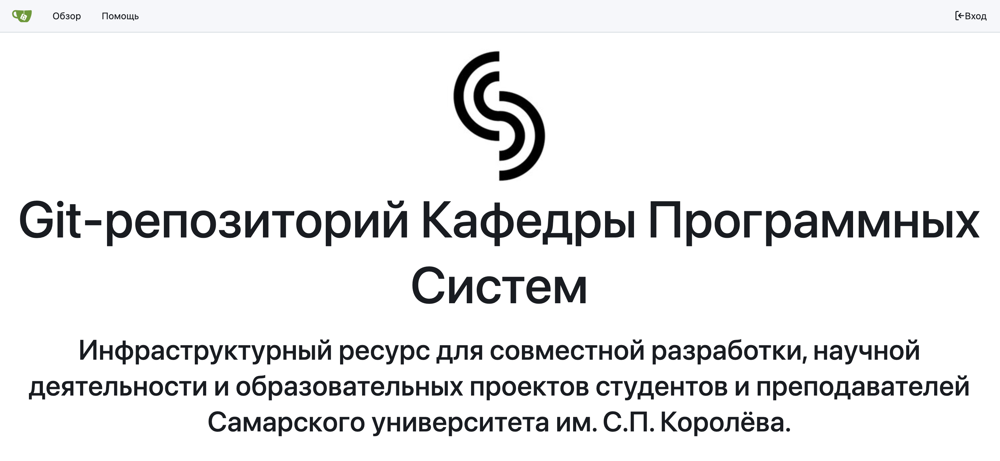 Обзор Помощь Вход
Git-репозиторий Кафедры Программных
Систем
Инфраструктурный ресурс для совместной разработки, научной
деятельности и образовательных проектов студентов и преподавателей
Самарского университета им. С.П. Королёва.